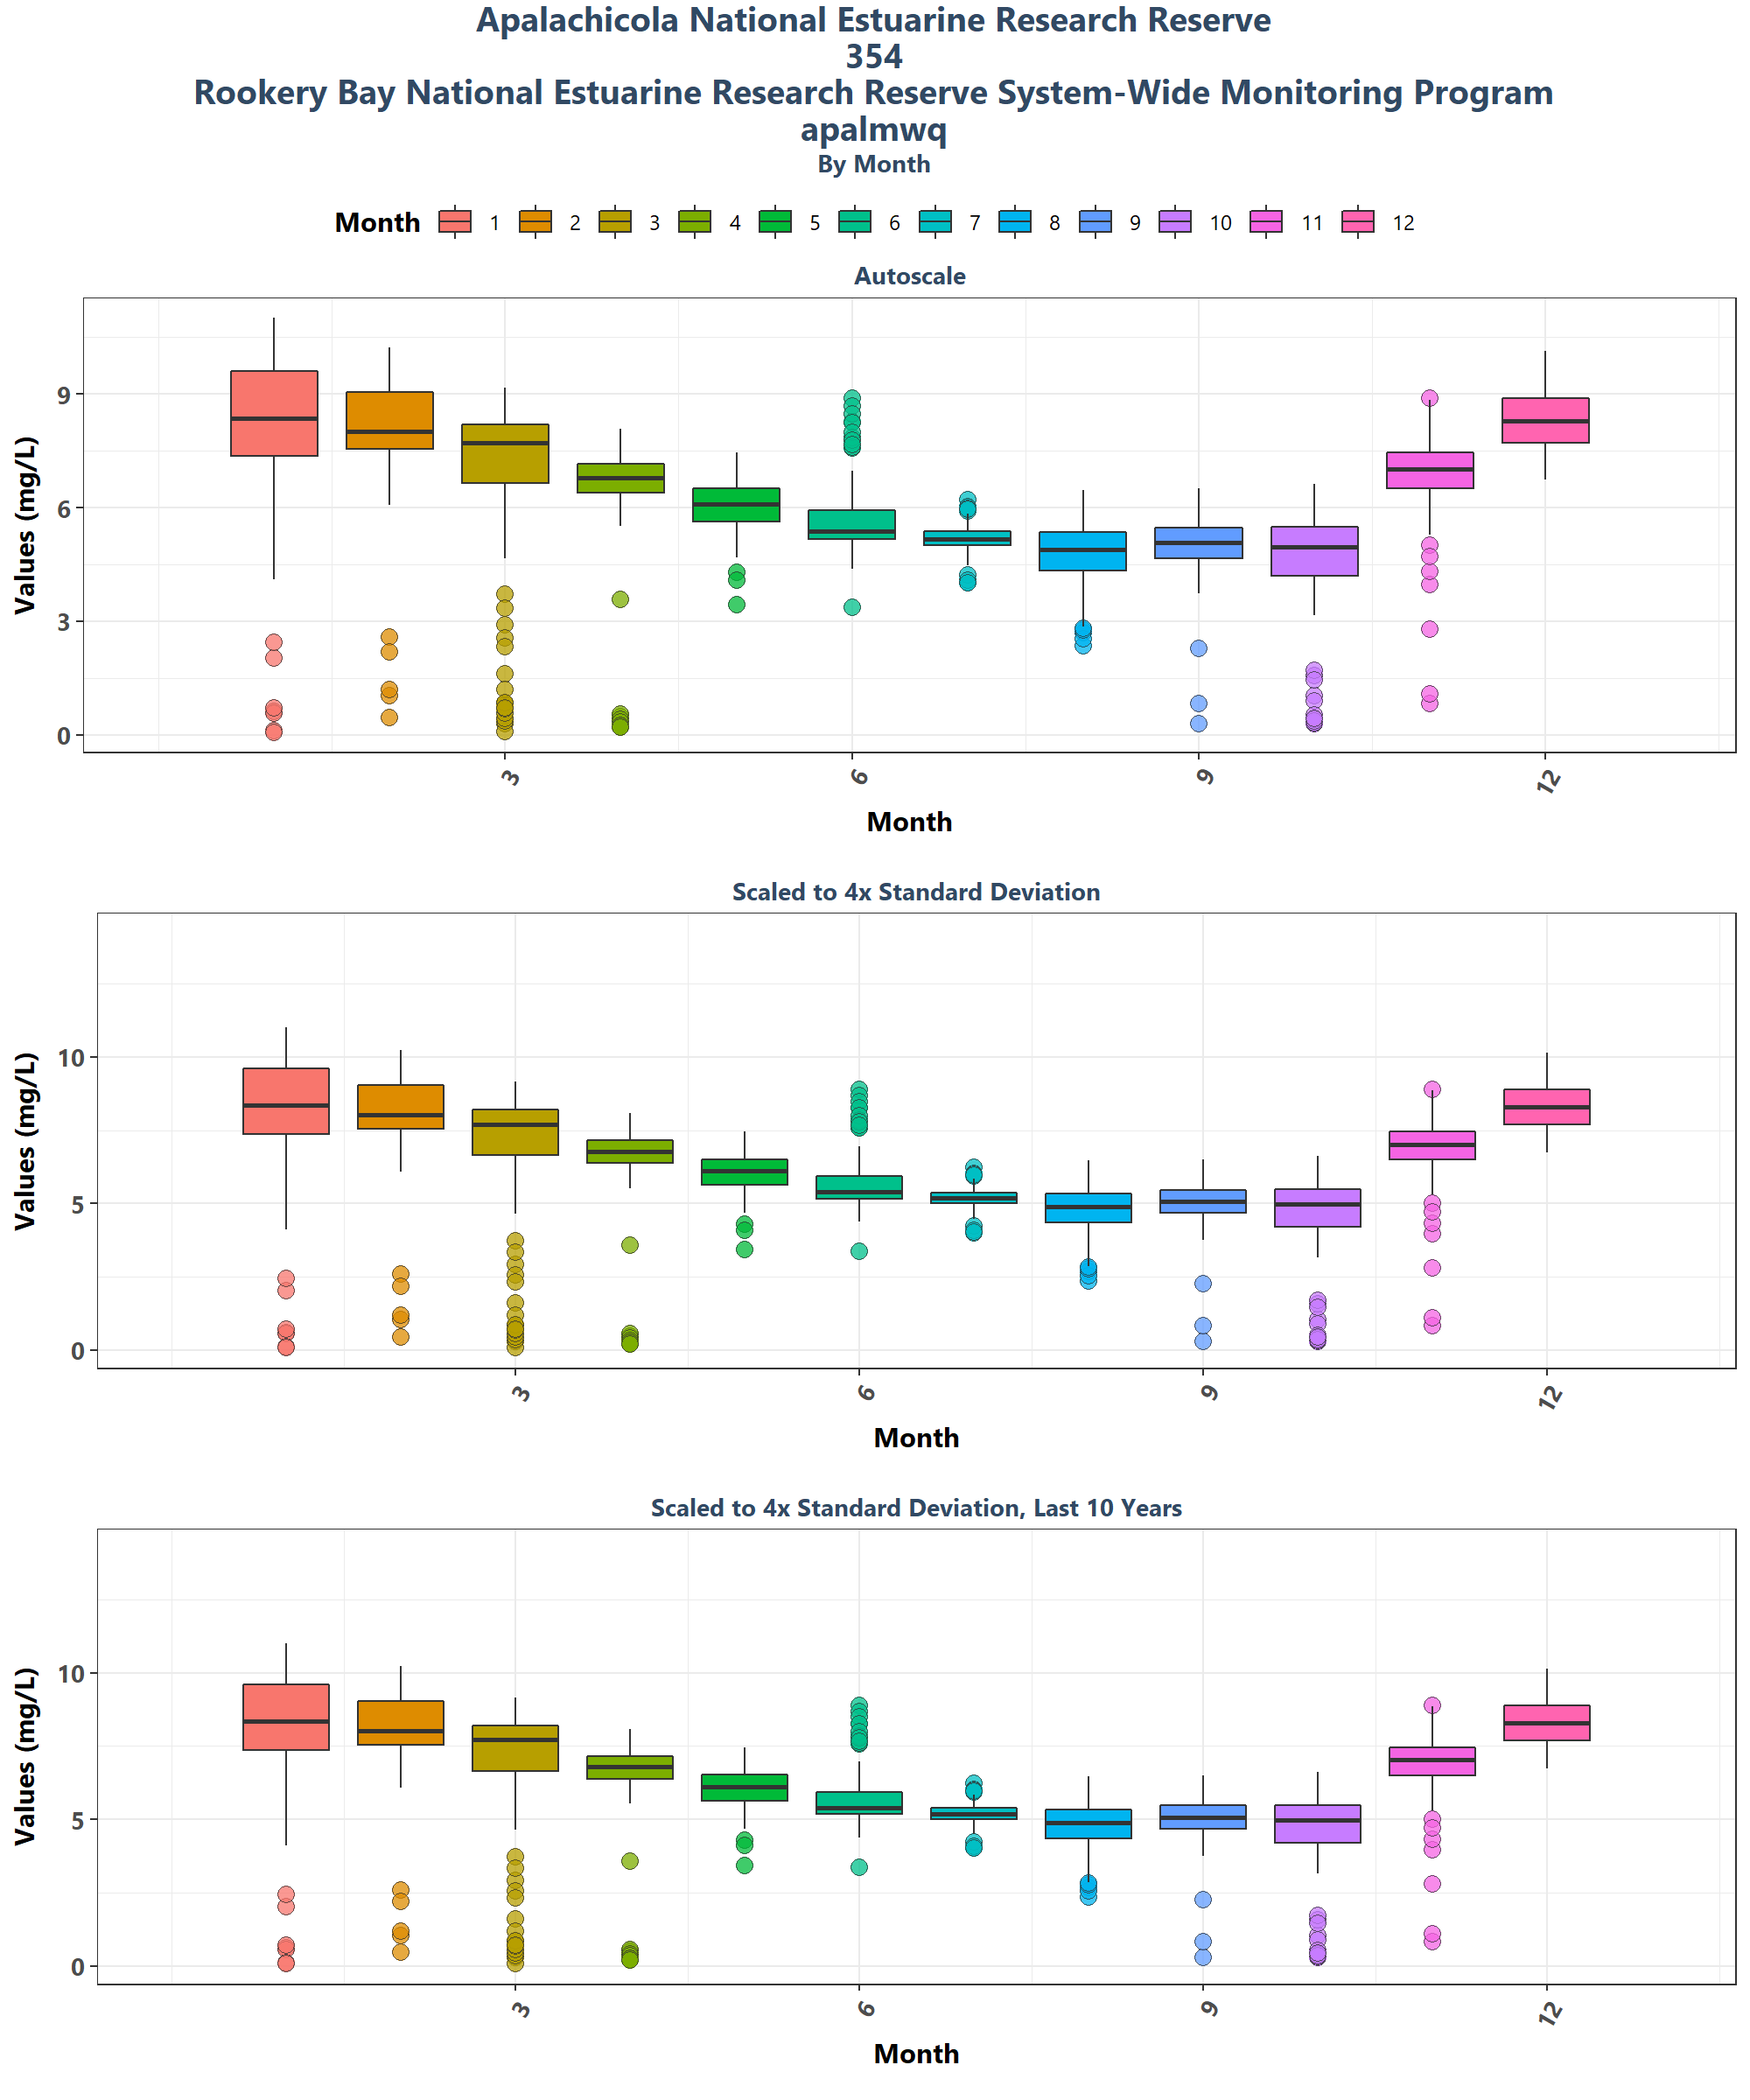 Apalachicola National Estuarine Research Reserve
354
Rookery Bay National Estuarine Research Reserve System-Wide Monitoring Program
apalmwq
By Month
Month 1 2 3 4 5 6 7 8 9 10 11 12
Autoscale
Values (mg/L)
9
6
3
0
3 6 9 12
Month
Scaled to 4x Standard Deviation
Values (mg/L)
10
5
0
3 6 9 12
Month
Scaled to 4x Standard Deviation, Last 10 Years
Values (mg/L)
10
5
0
3 6 9 12
Month